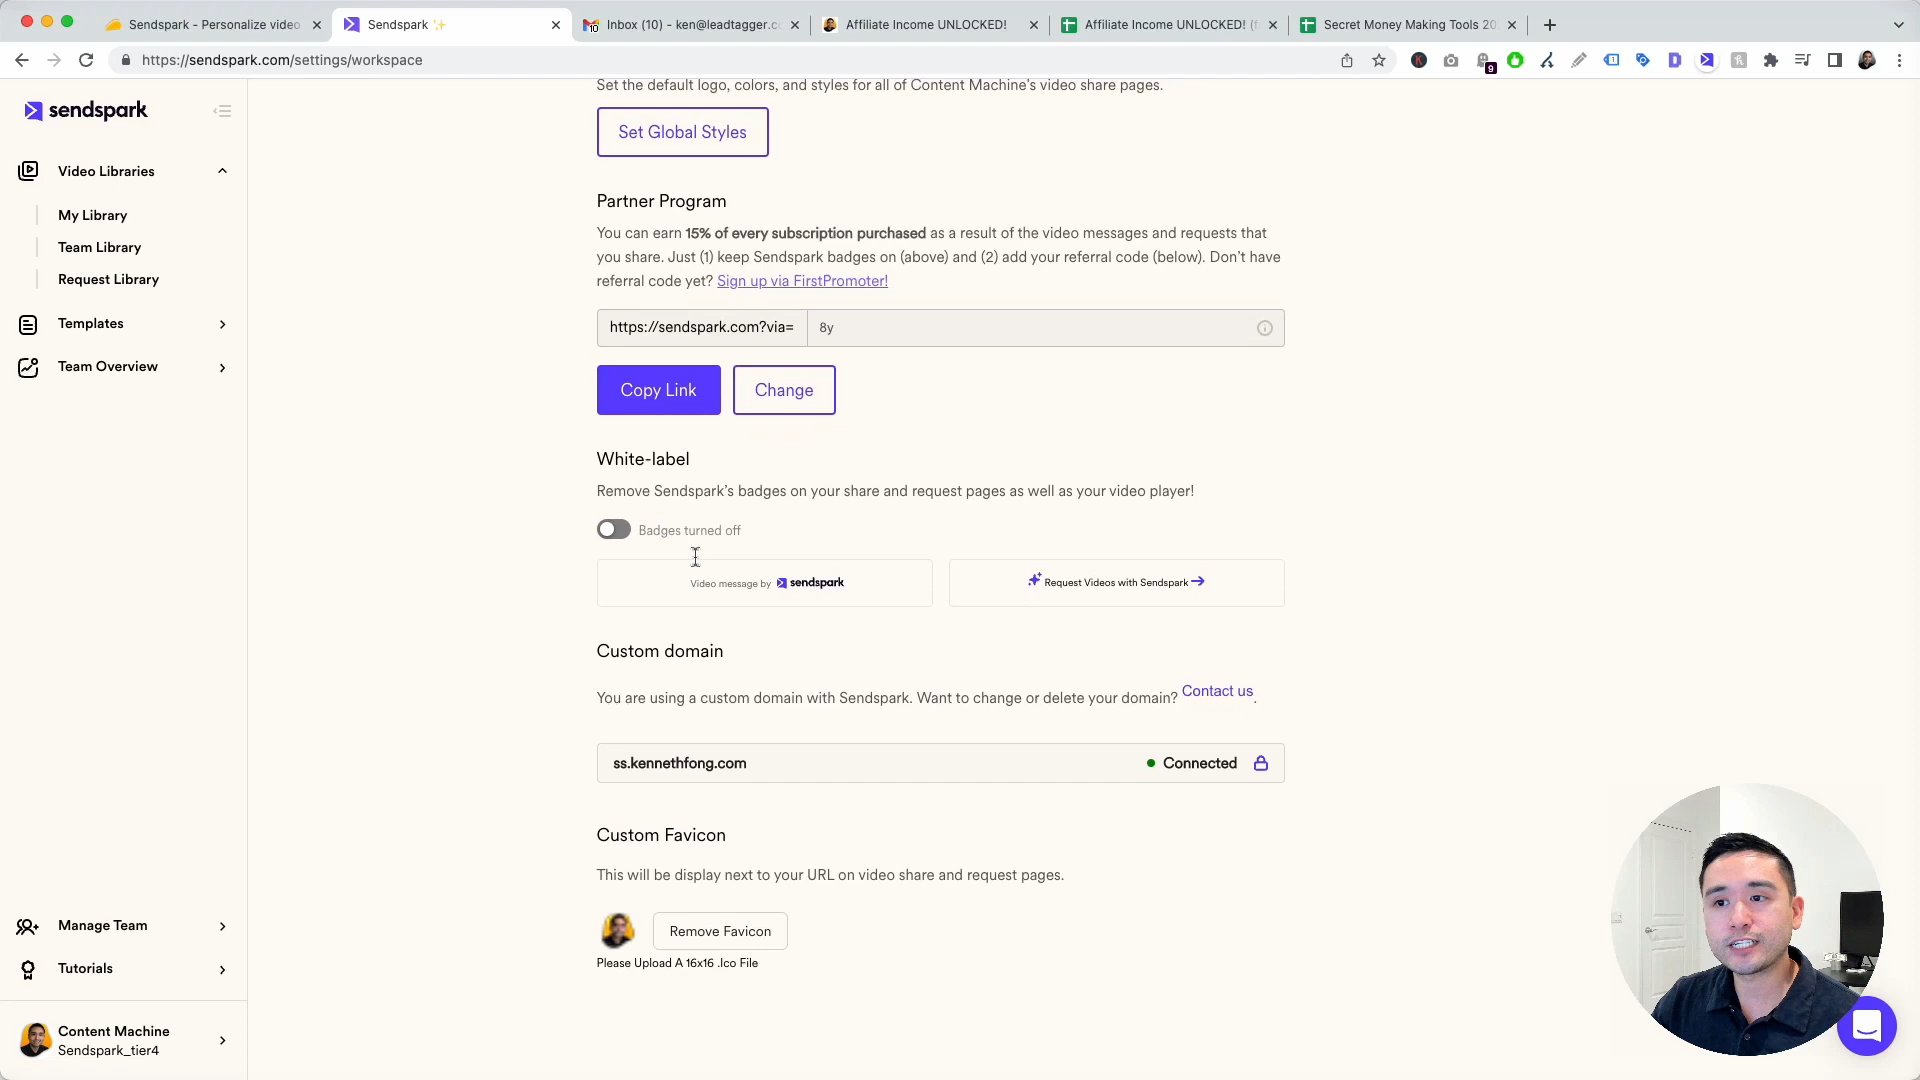 Sendspark - Personalize video
Sendspark ✨
Inbox (10) - ken@leadtagger.c
Affiliate Income UNLOCKED!
Affiliate Income UNLOCKED! (
Secret Money Making Tools 20
https://sendspark.com/settings/workspace
9
sendspark
Video Libraries
My Library
Team Library
Request Library
Templates
Team Overview
Manage Team
Tutorials
Content Machine
Sendspark_tier4
Set the default logo, colors, and styles for all of Content Machine's video share pages.
Set Global Styles
Partner Program
You can earn 15% of every subscription purchased as a result of the video messages and requests that
you share. Just (1) keep Sendspark badges on (above) and (2) add your referral code (below). Don't have
referral code yet? Sign up via FirstPromoter!
https://sendspark.com?via= 8y
Copy Link Change
White-label
Remove Sendspark's badges on your share and request pages as well as your video player!
Badges turned off
Video message by sendspark
Request Videos with Sendspark →
Custom domain
You are using a custom domain with Sendspark. Want to change or delete your domain? Contact us.
ss.kennethfong.com Connected
Custom Favicon
This will be display next to your URL on video share and request pages.
Remove Favicon
Please Upload A 16x16 .Ico File